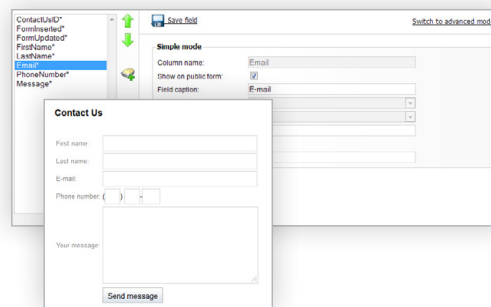 ContactUsID*
FormInserted*
FormUpdated*
FirstName*
LastName*
Email*
PhoneNumber*
Message*
Save field
Switch to advanced mod
Simple mode
Column name:
Email
Show on public form:
Field caption:
E-mail
Contact Us
First name:
Last name:
E-mail:
Phone number:
( ) -
Your message:
Send message